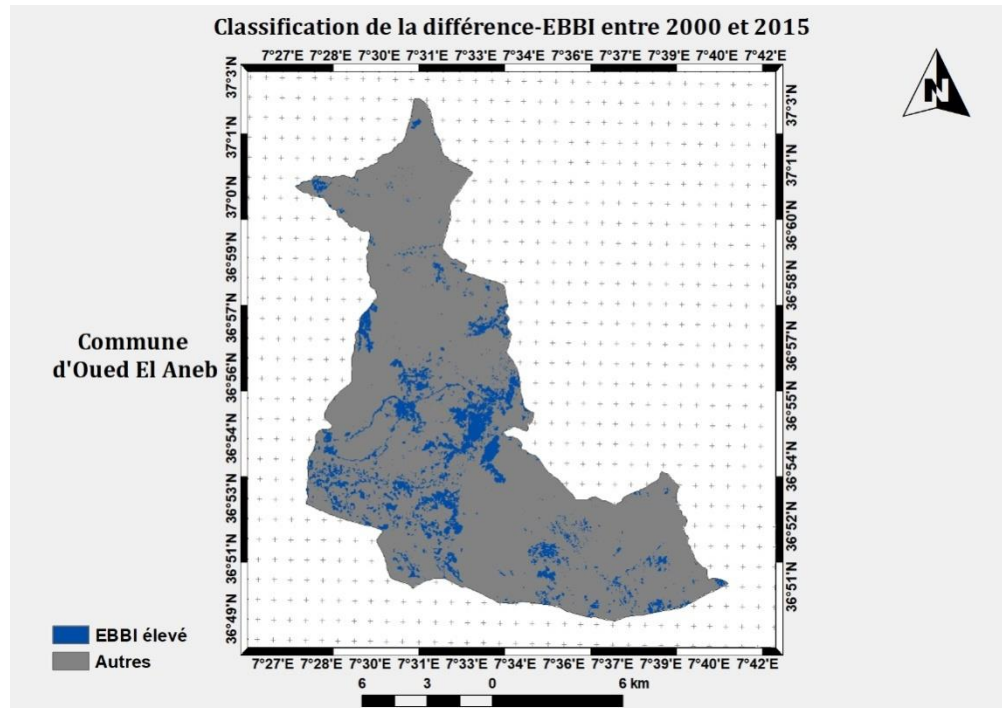 Classification de la différence-EBBI entre 2000 et 2015
7°27'E 7°28'E 7°30'E 7°31'E 7°33'E 7°34'E 7°36'E 7°37'E 7°39'E 7°40'E 7°42'E
N
37°3'N
37°1'N
37°0'N
36°59'N
36°57'N
36°56'N
36°54'N
36°53'N
36°51'N
36°49'N
37°3'N
37°1'N
36°60'N
36°58'N
36°57'N
36°55'N
36°54'N
36°52'N
36°51'N
Commune
d'Oued El Aneb
EBBI élevé
Autres
7°27'E 7°28'E 7°30'E 7°31'E 7°33'E 7°34'E 7°36'E 7°37'E 7°39'E 7°40'E 7°42'E
6 3 0 6 km